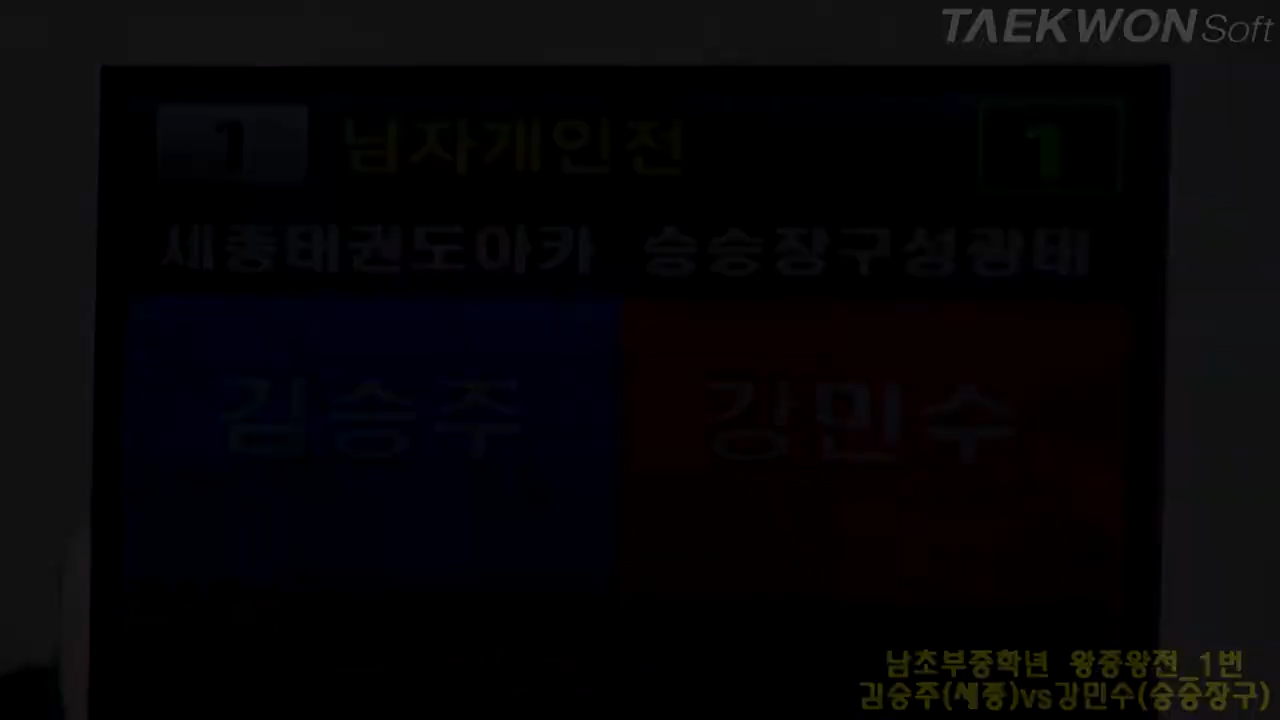 TAEKWONSoft
1 남자개인전 1
세종태권도아카 승승장구성광태
김승주 강민수
남초부중학년 왕중왕전_1번
김승주(세종)vs강민수(승승장구)